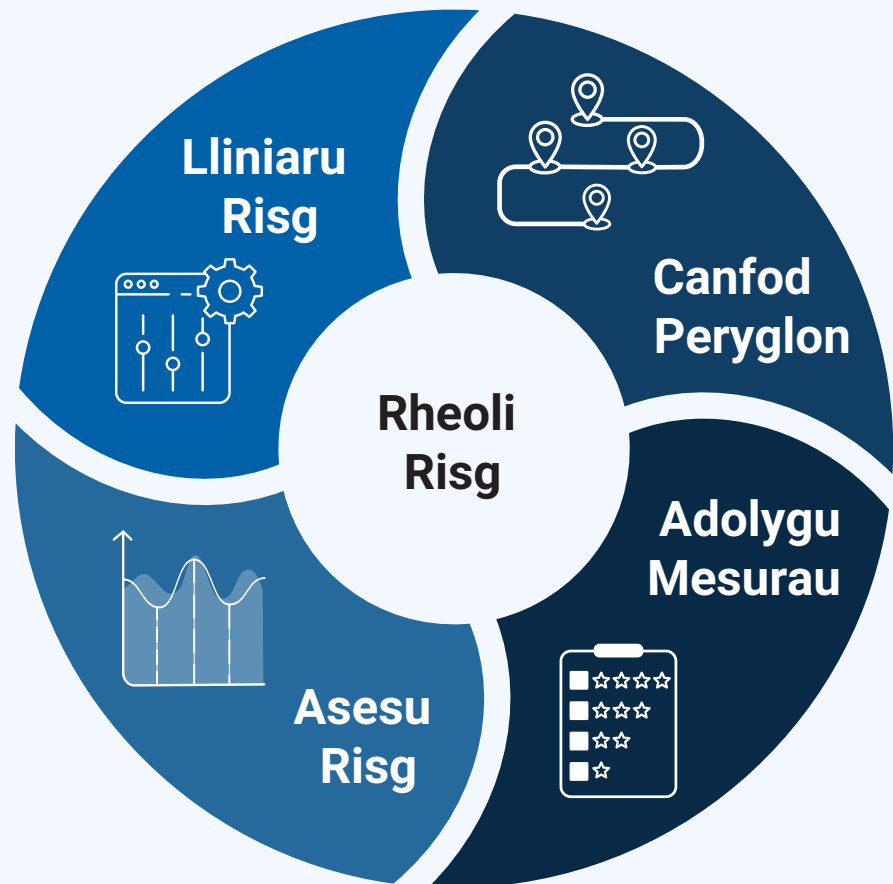 Lliniaru
Risg
Canfod
Peryglon
Rheoli
Risg
Adolygu
Mesurau
Asesu
Risg